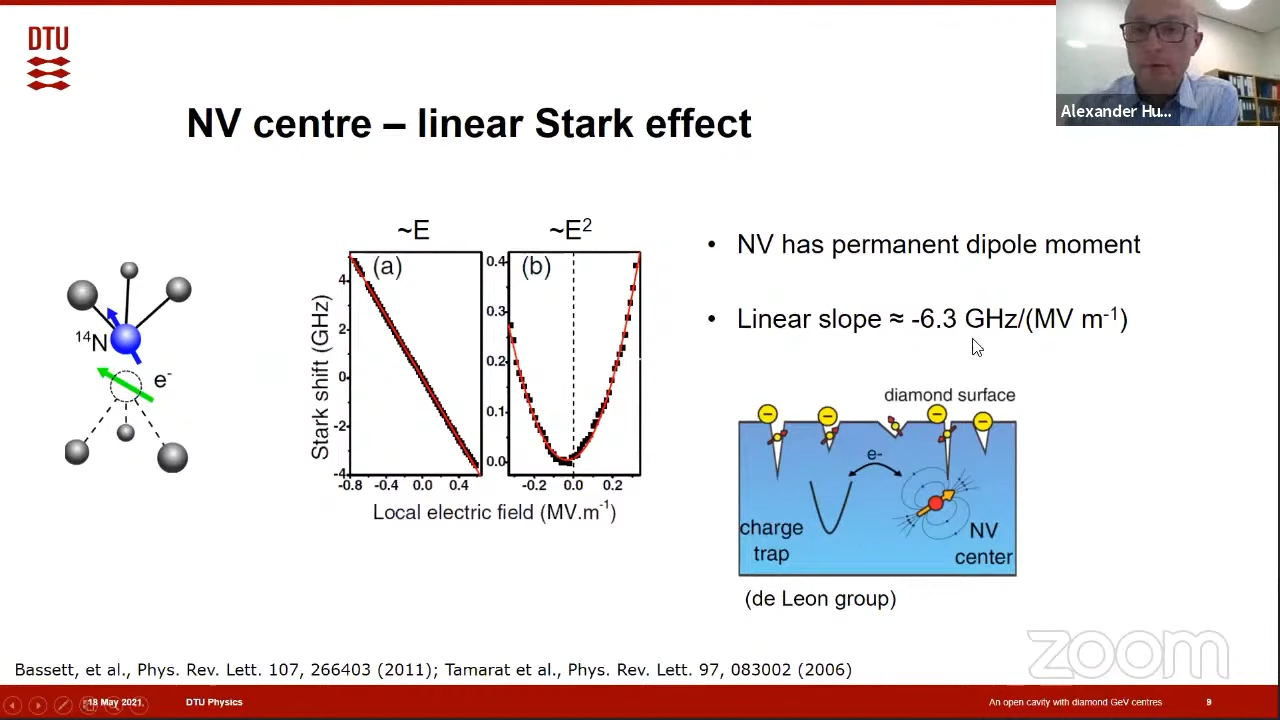 DTU
Alexander Hu...
NV centre – linear Stark effect
~E
~E²
(a)
(b)
Stark shift (GHz)
4
2
0
-2
-4
0.4
0.3
0.2
0.1
0.0
-0.8 -0.4 0.0 0.4
-0.2 0.0 0.2
Local electric field (MV.m⁻¹)
¹⁴N
e⁻
• NV has permanent dipole moment
• Linear slope ≈ -6.3 GHz/(MV m⁻¹)
diamond surface
e-
charge
trap
NV
center
(de Leon group)
zoom
Bassett, et al., Phys. Rev. Lett. 107, 266403 (2011); Tamarat et al., Phys. Rev. Lett. 97, 083002 (2006)
18 May 2021,
DTU Physics
An open cavity with diamond GeV centres
9